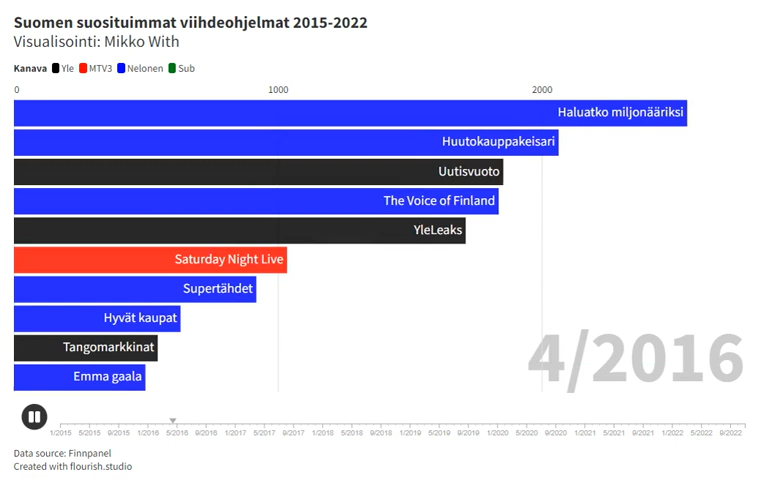 Suomen suosituimmat viihdeohjelmat 2015-2022
Visualisointi: Mikko With
Kanava Yle MTV3 Nelonen Sub
0 1000 2000
Haluatko miljonääriksi
Huutokauppakeisari
Uutisvuoto
The Voice of Finland
YleLeaks
Saturday Night Live
Supertähdet
Hyvät kaupat
Tangomarkkinat
Emma gaala
4/2016
1/2015 5/2015 9/2015 1/2016 5/2016 9/2016 1/2017 5/2017 9/2017 1/2018 5/2018 9/2018 1/2019 5/2019 9/2019 1/2020 5/2020 9/2020 1/2021 5/2021 9/2021 1/2022 5/2022 9/2022
Data source: Finnpanel
Created with flourish.studio